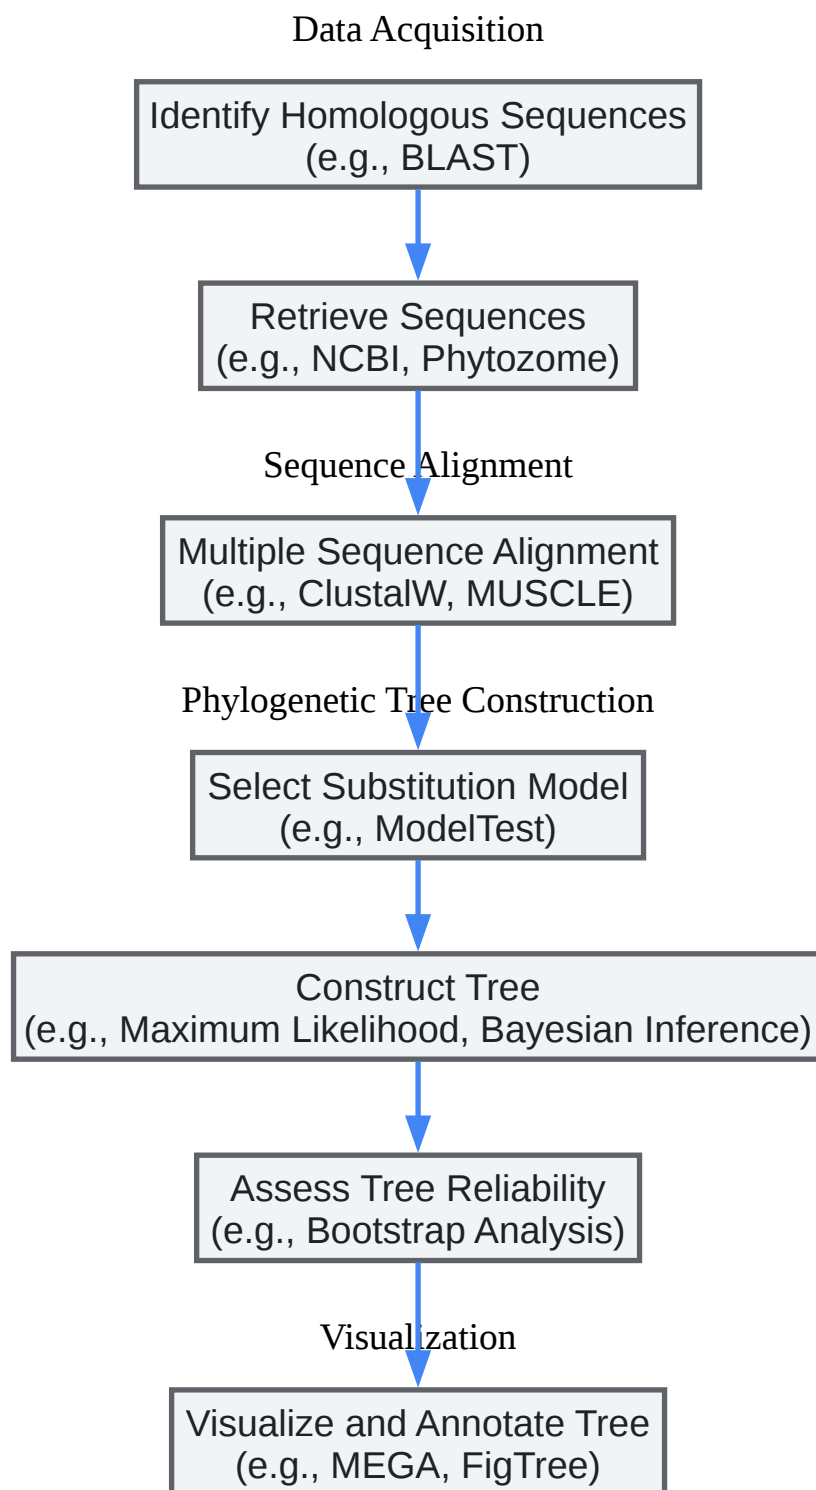 Data Acquisition
Identify Homologous Sequences
(e.g., BLAST)
Retrieve Sequences
(e.g., NCBI, Phytozome)
Sequence Alignment
Multiple Sequence Alignment
(e.g., ClustalW, MUSCLE)
Phylogenetic Tree Construction
Select Substitution Model
(e.g., ModelTest)
Construct Tree
(e.g., Maximum Likelihood, Bayesian Inference)
Assess Tree Reliability
(e.g., Bootstrap Analysis)
Visualization
Visualize and Annotate Tree
(e.g., MEGA, FigTree)